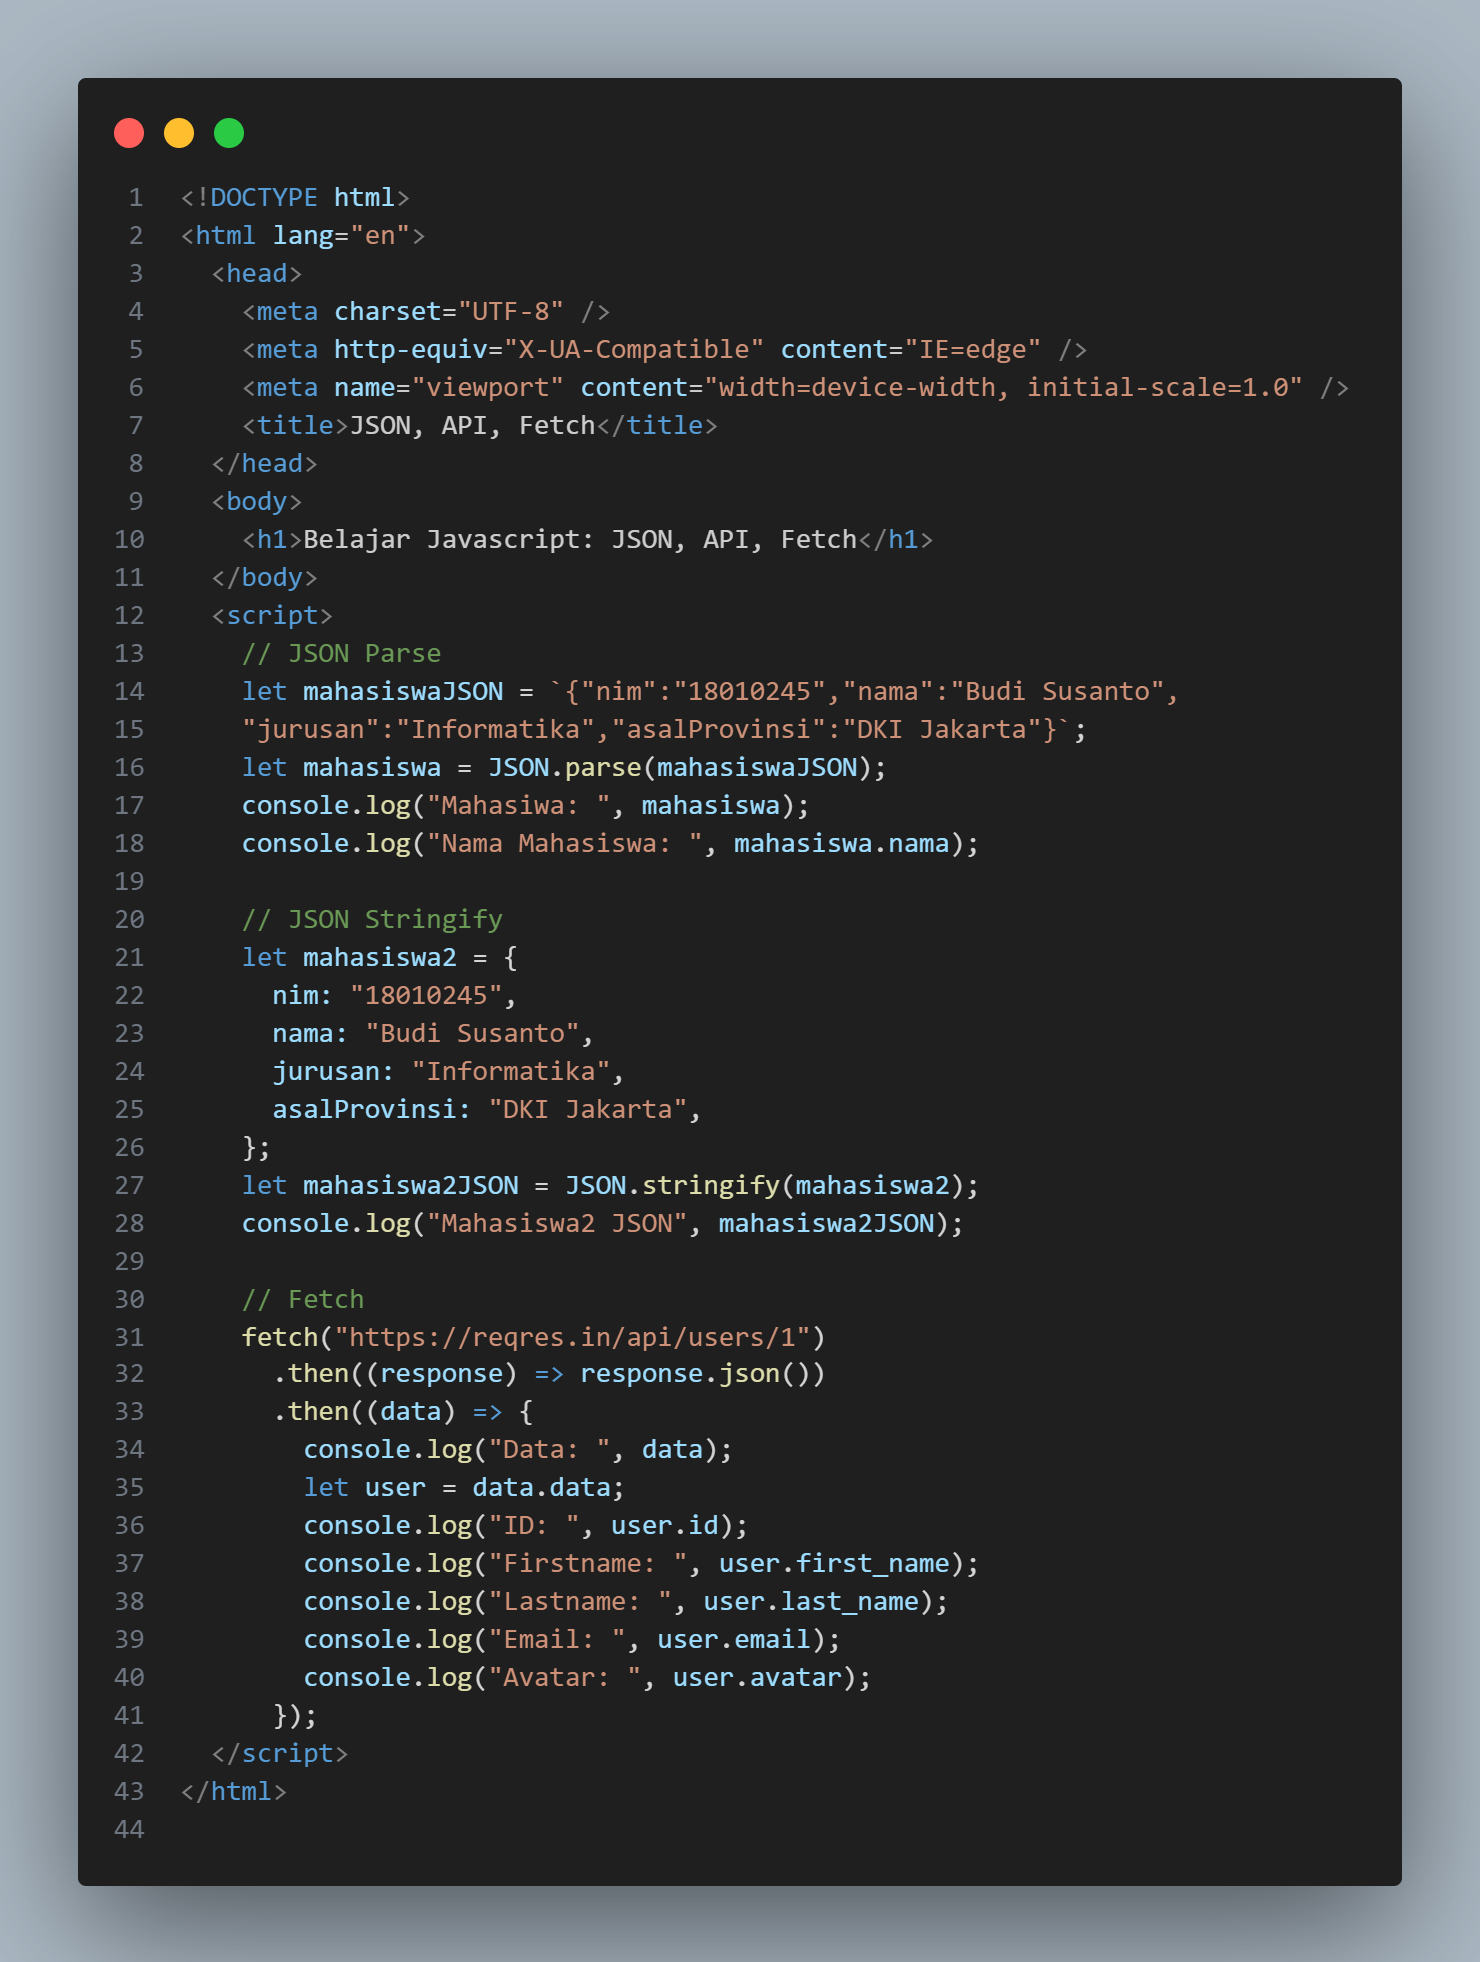 1 <!DOCTYPE html>
2 <html lang="en">
3   <head>
4     <meta charset="UTF-8" />
5     <meta http-equiv="X-UA-Compatible" content="IE=edge" />
6     <meta name="viewport" content="width=device-width, initial-scale=1.0" />
7     <title>JSON, API, Fetch</title>
8   </head>
9   <body>
10     <h1>Belajar Javascript: JSON, API, Fetch</h1>
11   </body>
12   <script>
13     // JSON Parse
14     let mahasiswaJSON = `{"nim":"18010245","nama":"Budi Susanto",
15     "jurusan":"Informatika","asalProvinsi":"DKI Jakarta"}`;
16     let mahasiswa = JSON.parse(mahasiswaJSON);
17     console.log("Mahasiwa: ", mahasiswa);
18     console.log("Nama Mahasiswa: ", mahasiswa.nama);
19
20     // JSON Stringify
21     let mahasiswa2 = {
22       nim: "18010245",
23       nama: "Budi Susanto",
24       jurusan: "Informatika",
25       asalProvinsi: "DKI Jakarta",
26     };
27     let mahasiswa2JSON = JSON.stringify(mahasiswa2);
28     console.log("Mahasiswa2 JSON", mahasiswa2JSON);
29
30     // Fetch
31     fetch("https://reqres.in/api/users/1")
32       .then((response) => response.json())
33       .then((data) => {
34         console.log("Data: ", data);
35         let user = data.data;
36         console.log("ID: ", user.id);
37         console.log("Firstname: ", user.first_name);
38         console.log("Lastname: ", user.last_name);
39         console.log("Email: ", user.email);
40         console.log("Avatar: ", user.avatar);
41       });
42   </script>
43 </html>
44